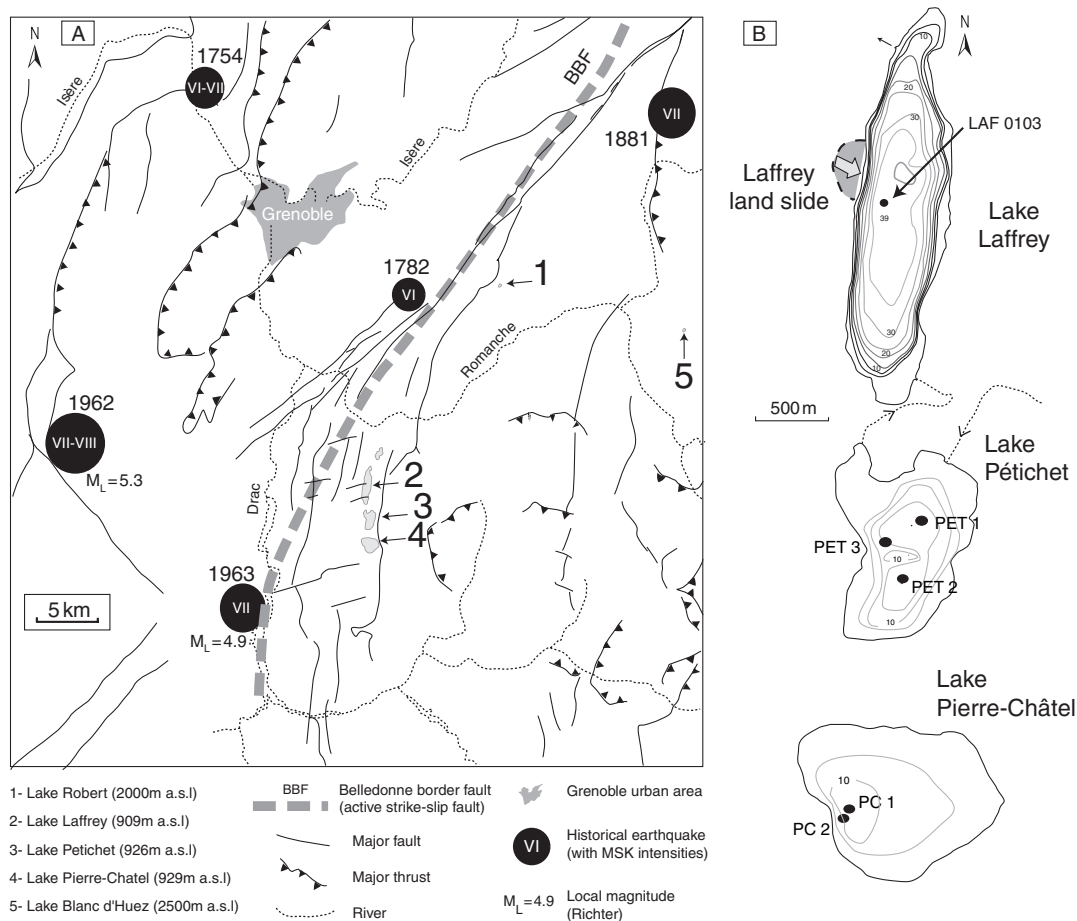 A
N
1754
VI-VII
Isère
BBF
Isère
VII
1881
Grenoble
1782
VI
1
Romanche
5
1962
VII-VIII
ML=5.3
Drac
2
3
4
1963
VII
ML=4.9
5 km
B
N
10
20
30
LAF 0103
Laffrey
land slide
39
Lake
Laffrey
30
20
10
500 m
Lake
Pétichet
PET 1
PET 3
10
PET 2
10
Lake
Pierre-Châtel
10
PC 1
PC 2
1- Lake Robert (2000m a.s.l)
2- Lake Laffrey (909m a.s.l)
3- Lake Petichet (926m a.s.l)
4- Lake Pierre-Chatel (929m a.s.l)
5- Lake Blanc d'Huez (2500m a.s.l)
BBF
Belledonne border fault
(active strike-slip fault)
Major fault
Major thrust
River
Grenoble urban area
VI
Historical earthquake
(with MSK intensities)
ML=4.9
Local magnitude
(Richter)